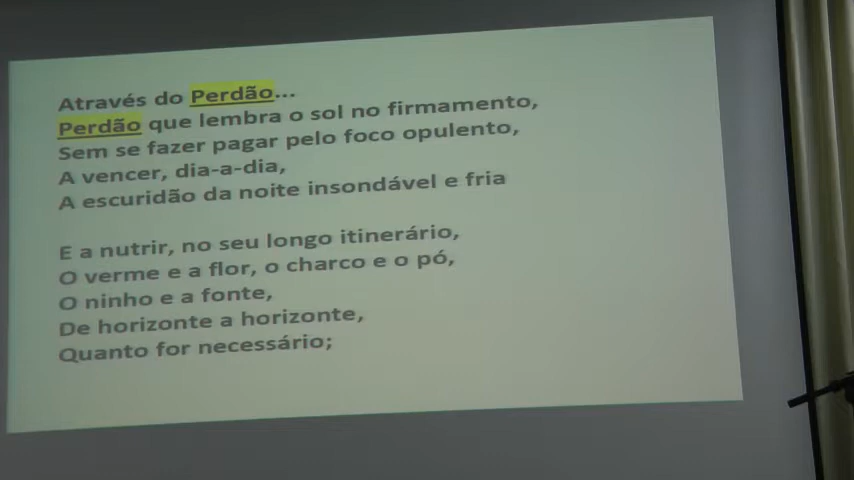 Através do Perdão...
Perdão que lembra o sol no firmamento,
Sem se fazer pagar pelo foco opulento,
A vencer, dia-a-dia,
A escuridão da noite insondável e fria
E a nutrir, no seu longo itinerário,
O verme e a flor, o charco e o pó,
O ninho e a fonte,
De horizonte a horizonte,
Quanto for necessário;